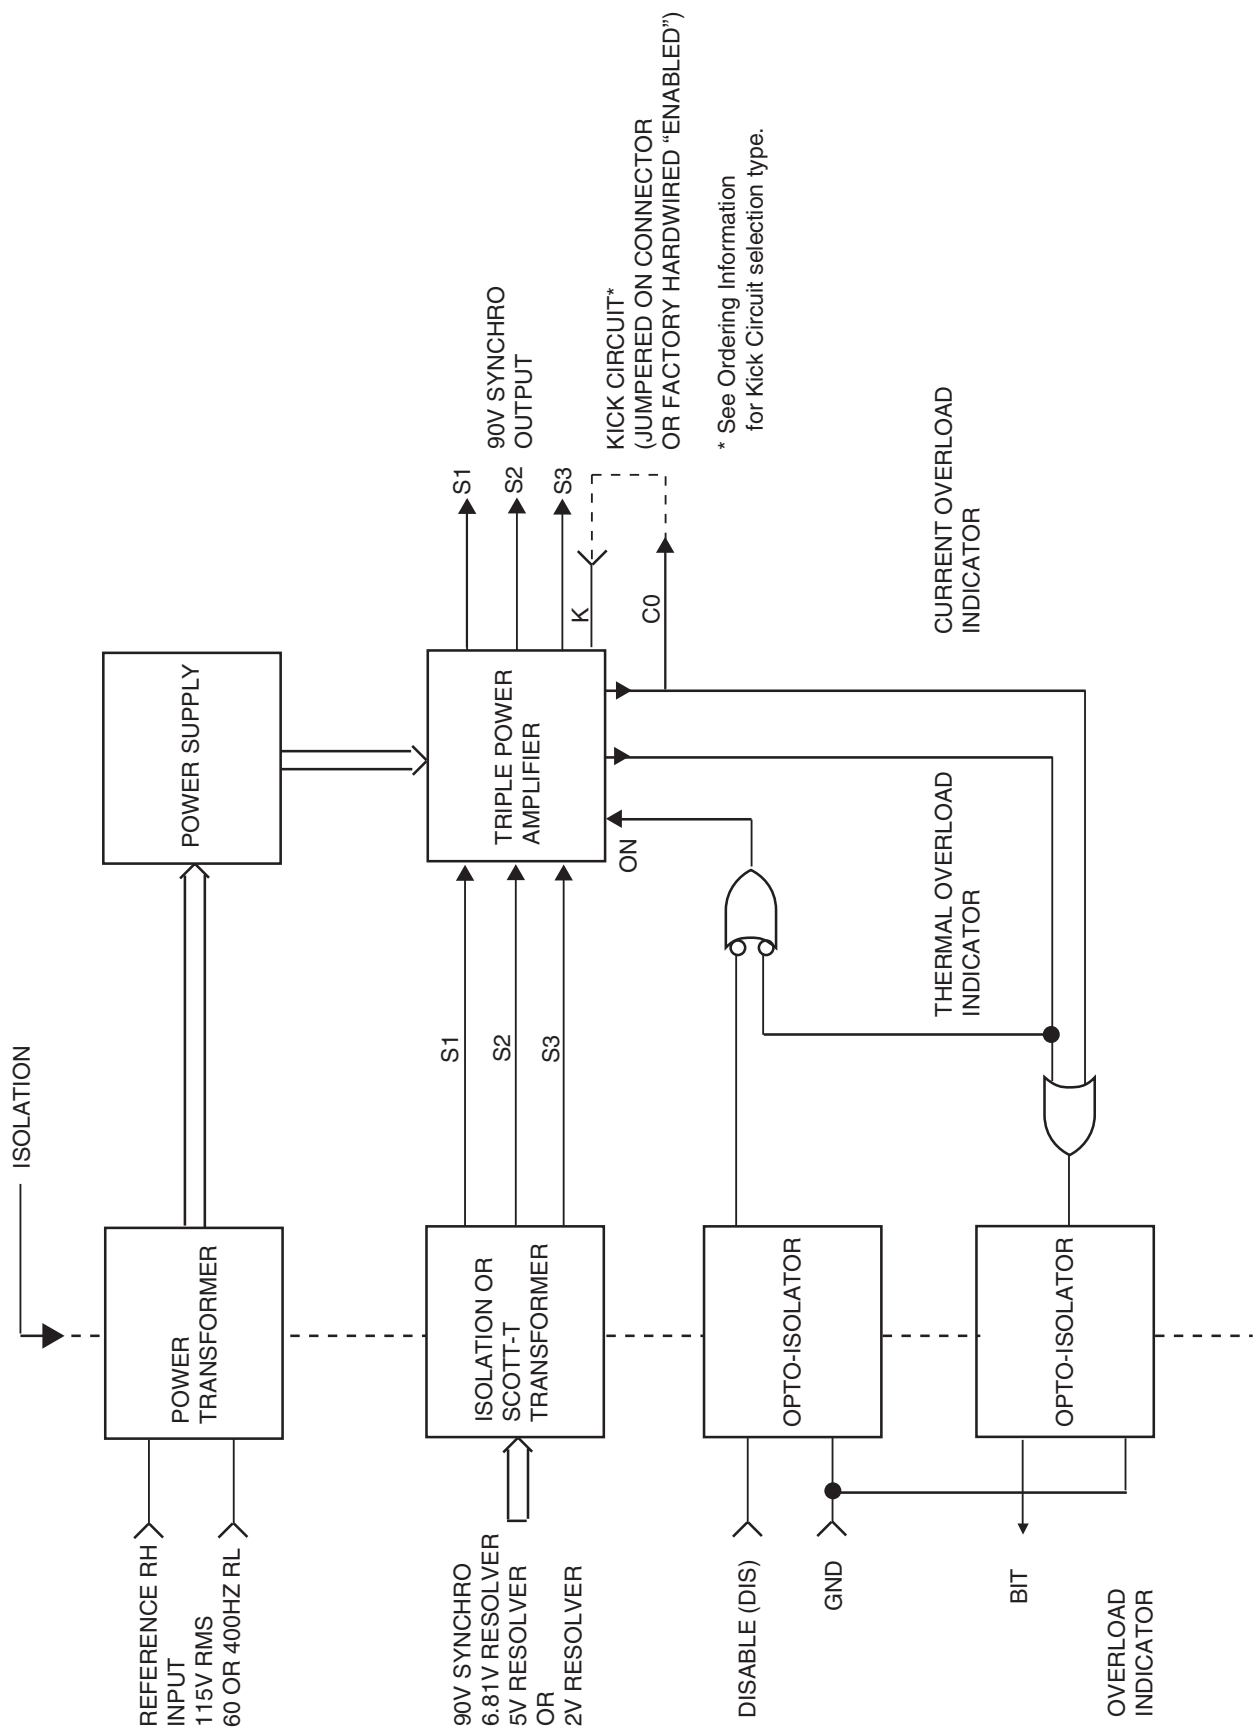 ISOLATION
REFERENCE RH
INPUT
115V RMS
60 OR 400HZ RL
POWER
TRANSFORMER
POWER SUPPLY
90V SYNCHRO
6.81V RESOLVER
5V RESOLVER
OR
2V RESOLVER
ISOLATION OR
SCOTT-T
TRANSFORMER
S1
S2
S3
TRIPLE POWER
AMPLIFIER
S1
S2
S3
90V SYNCHRO
OUTPUT
K
C0
KICK CIRCUIT*
(JUMPERED ON CONNECTOR
OR FACTORY HARDWIRED “ENABLED”)
* See Ordering Information
for Kick Circuit selection type.
ON
DISABLE (DIS)
GND
OPTO-ISOLATOR
THERMAL OVERLOAD
INDICATOR
CURRENT OVERLOAD
INDICATOR
BIT
OVERLOAD
INDICATOR
OPTO-ISOLATOR